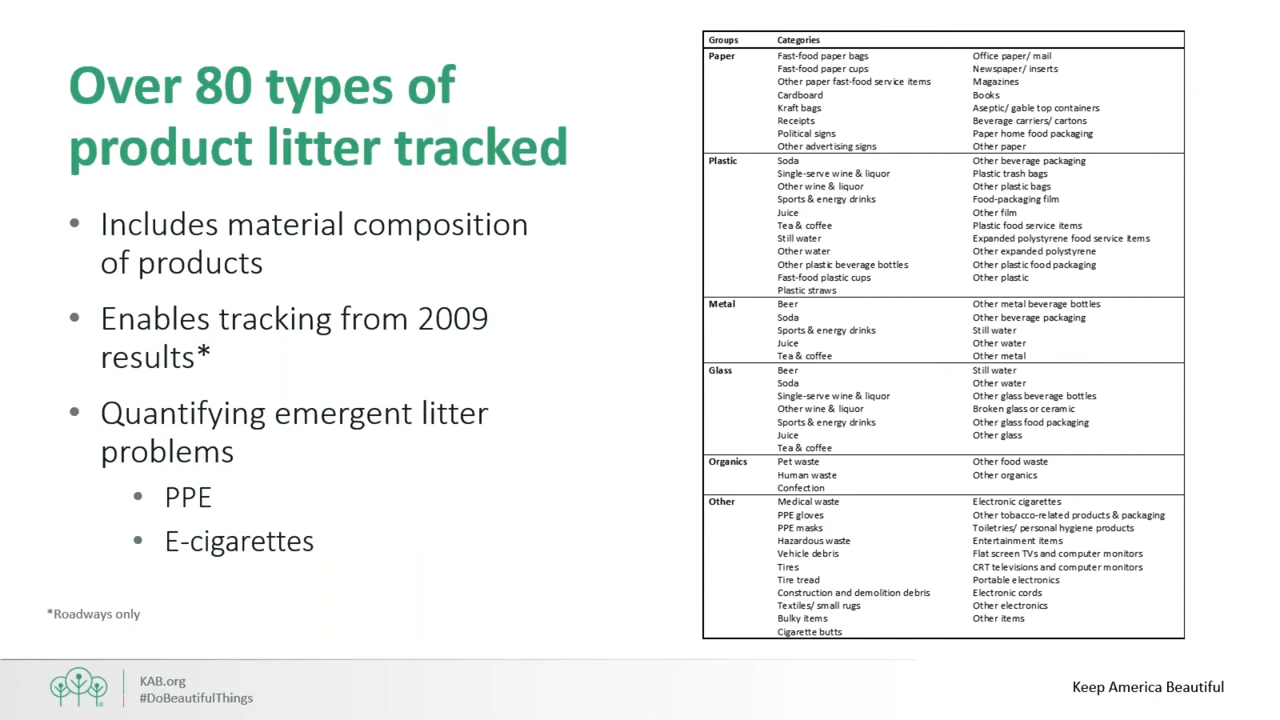 Over 80 types of
product litter tracked
• Includes material composition
of products
• Enables tracking from 2009
results*
• Quantifying emergent litter
problems
• PPE
• E-cigarettes
*Roadways only
Groups Categories
Paper Fast-food paper bags Office paper/ mail
Fast-food paper cups Newspaper/ inserts
Other paper fast-food service items Magazines
Cardboard Books
Kraft bags Aseptic/ gable top containers
Receipts Beverage carriers/ cartons
Political signs Paper home food packaging
Other advertising signs Other paper
Plastic Soda Other beverage packaging
Single-serve wine & liquor Plastic trash bags
Other wine & liquor Other plastic bags
Sports & energy drinks Food-packaging film
Juice Other film
Tea & coffee Plastic food service items
Still water Expanded polystyrene food service items
Other water Other expanded polystyrene
Other plastic beverage bottles Other plastic food packaging
Fast-food plastic cups Other plastic
Plastic straws
Metal Beer Other metal beverage bottles
Soda Other beverage packaging
Sports & energy drinks Still water
Juice Other water
Tea & coffee Other metal
Glass Beer Still water
Soda Other water
Single-serve wine & liquor Other glass beverage bottles
Other wine & liquor Broken glass or ceramic
Sports & energy drinks Other glass food packaging
Juice Other glass
Tea & coffee
Organics Pet waste Other food waste
Human waste Other organics
Confection
Other Medical waste Electronic cigarettes
PPE gloves Other tobacco-related products & packaging
PPE masks Toiletries/ personal hygiene products
Hazardous waste Entertainment items
Vehicle debris Flat screen TVs and computer monitors
Tires CRT televisions and computer monitors
Tire tread Portable electronics
Construction and demolition debris Electronic cords
Textiles/ small rugs Other electronics
Bulky items Other items
Cigarette butts
KAB.org
#DoBeautifulThings
Keep America Beautiful